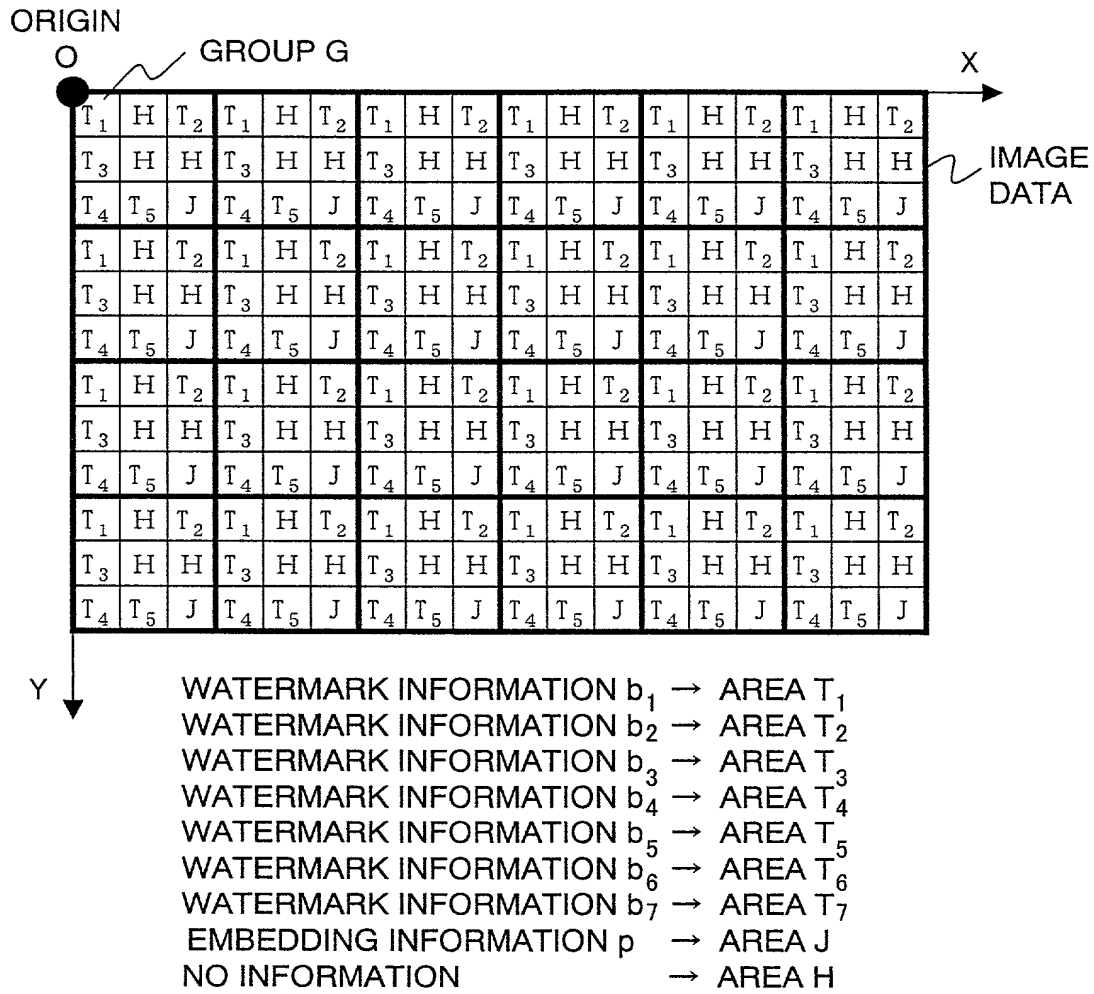 ORIGIN
O
GROUP G
X
T₁ H T₂ T₁ H T₂ T₁ H T₂ T₁ H T₂ T₁ H T₂ T₁ H T₂
T₃ H H T₃ H H T₃ H H T₃ H H T₃ H H T₃ H H
IMAGE
DATA
T₄ T₅ J T₄ T₅ J T₄ T₅ J T₄ T₅ J T₄ T₅ J T₄ T₅ J
T₁ H T₂ T₁ H T₂ T₁ H T₂ T₁ H T₂ T₁ H T₂ T₁ H T₂
T₃ H H T₃ H H T₃ H H T₃ H H T₃ H H T₃ H H
T₄ T₅ J T₄ T₅ J T₄ T₅ J T₄ T₅ J T₄ T₅ J T₄ T₅ J
T₁ H T₂ T₁ H T₂ T₁ H T₂ T₁ H T₂ T₁ H T₂ T₁ H T₂
T₃ H H T₃ H H T₃ H H T₃ H H T₃ H H T₃ H H
T₄ T₅ J T₄ T₅ J T₄ T₅ J T₄ T₅ J T₄ T₅ J T₄ T₅ J
T₁ H T₂ T₁ H T₂ T₁ H T₂ T₁ H T₂ T₁ H T₂ T₁ H T₂
T₃ H H T₃ H H T₃ H H T₃ H H T₃ H H T₃ H H
T₄ T₅ J T₄ T₅ J T₄ T₅ J T₄ T₅ J T₄ T₅ J T₄ T₅ J
Y
WATERMARK INFORMATION b₁ → AREA T₁
WATERMARK INFORMATION b₂ → AREA T₂
WATERMARK INFORMATION b₃ → AREA T₃
WATERMARK INFORMATION b₄ → AREA T₄
WATERMARK INFORMATION b₅ → AREA T₅
WATERMARK INFORMATION b₆ → AREA T₆
WATERMARK INFORMATION b₇ → AREA T₇
EMBEDDING INFORMATION p → AREA J
NO INFORMATION → AREA H